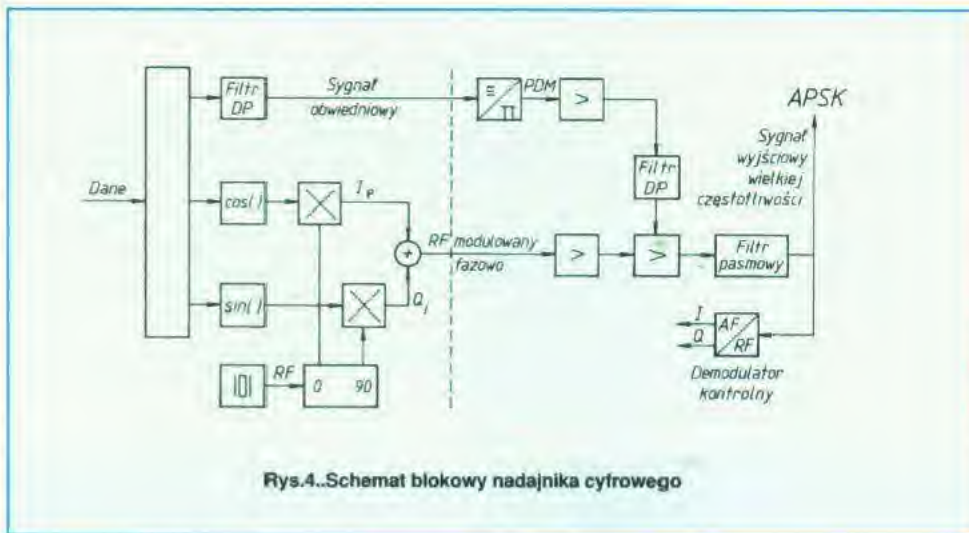 Filtr
DP
Sygnał
obwiedniowy
PDM
>
APSK
Sygnał
wyjściowy
wielkiej
częstotliwości
Filtr
DP
Dane
cos( )
I
+
RF modulowany
fazowo
>
>
Filtr
pasmowy
sin( )
Q
I
Q
AF
RF
Demodulator
kontrolny
RF
0 90
Rys.4..Schemat blokowy nadajnika cyfrowego